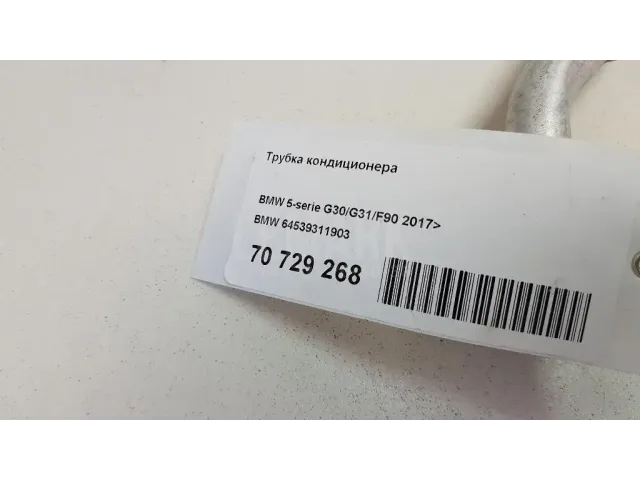 Трубка кондиционера
BMW 5-serie G30/G31/F90 2017>
BMW 64539311903
70 729 268